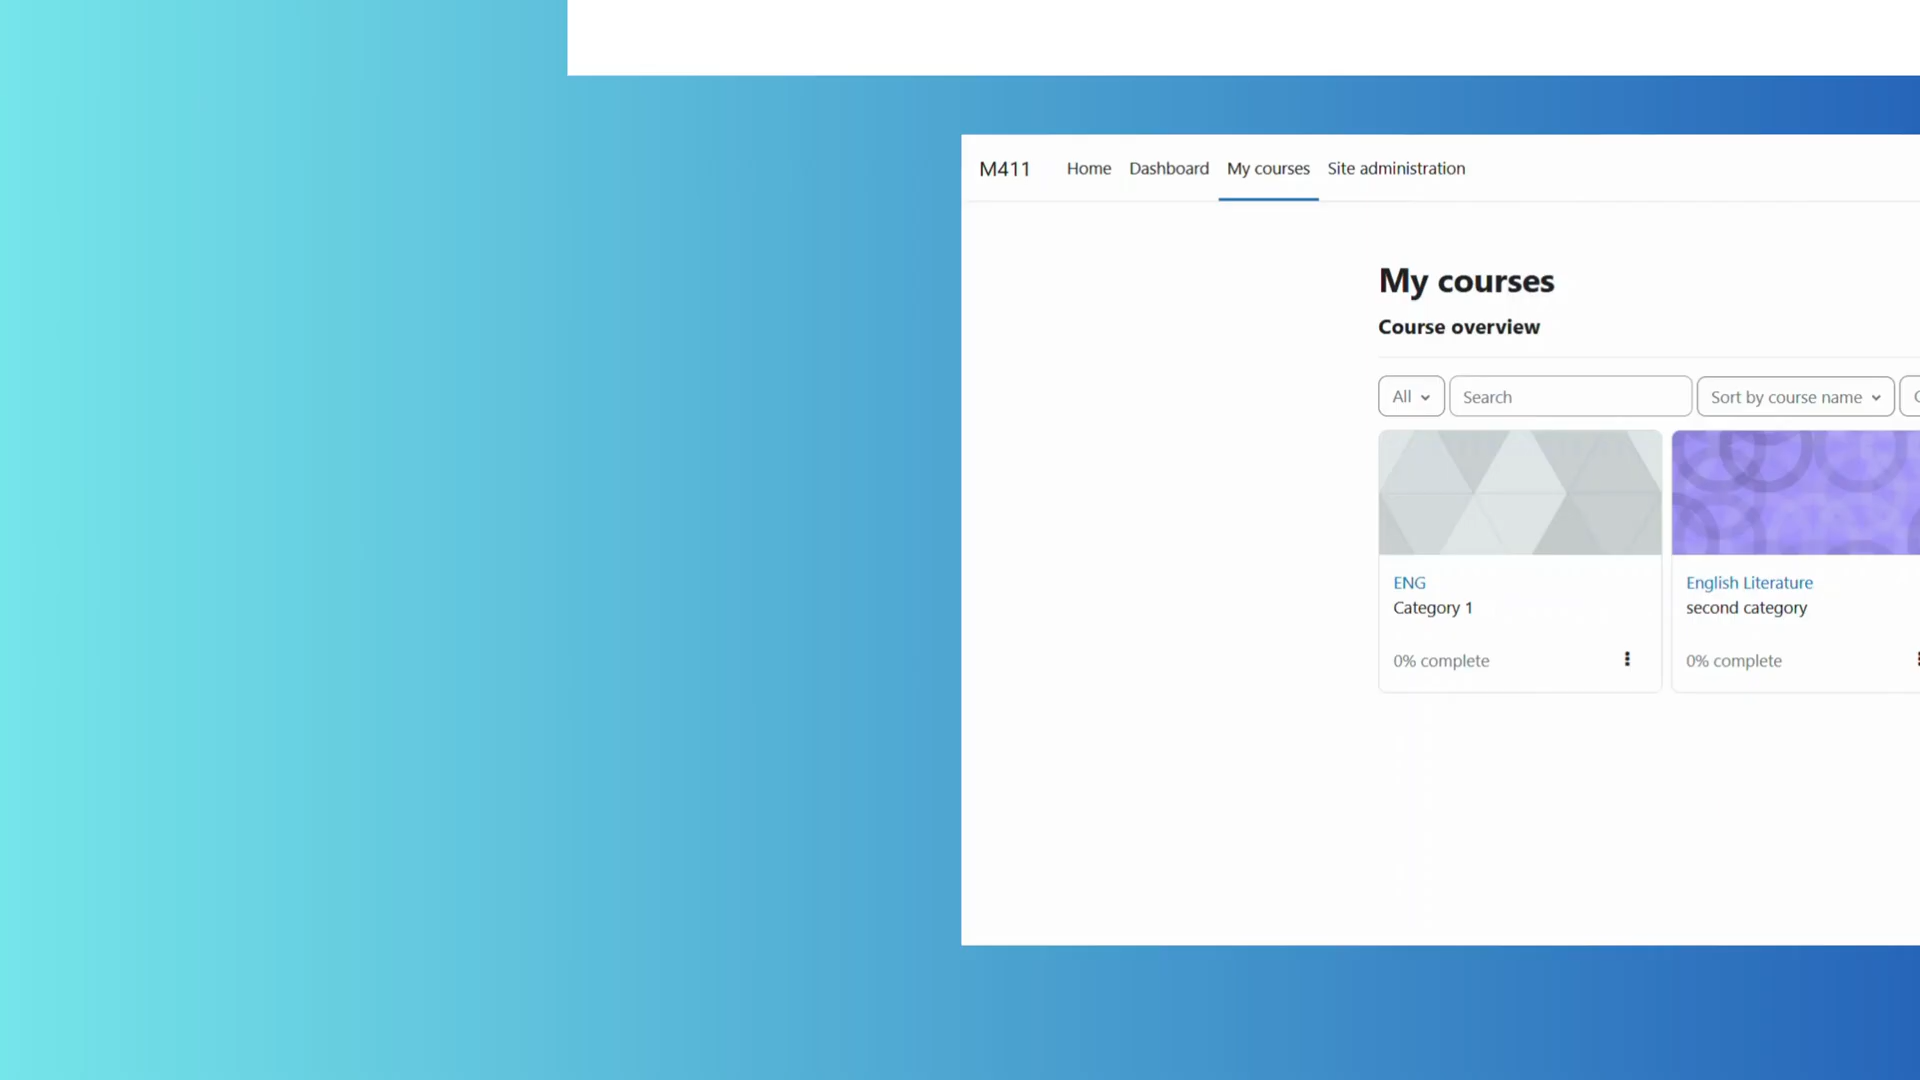 M411 Home Dashboard My courses Site administration
My courses
Course overview
All Search Sort by course name
ENG English Literature
Category 1 second category
0% complete 0% complete